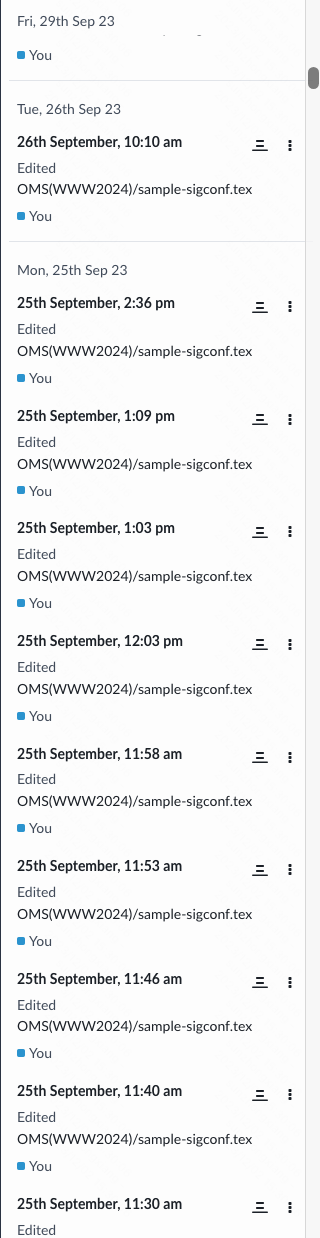 Fri, 29th Sep 23
You
Tue, 26th Sep 23
26th September, 10:10 am
Edited
OMS(WWW2024)/sample-sigconf.tex
You
Mon, 25th Sep 23
25th September, 2:36 pm
Edited
OMS(WWW2024)/sample-sigconf.tex
You
25th September, 1:09 pm
Edited
OMS(WWW2024)/sample-sigconf.tex
You
25th September, 1:03 pm
Edited
OMS(WWW2024)/sample-sigconf.tex
You
25th September, 12:03 pm
Edited
OMS(WWW2024)/sample-sigconf.tex
You
25th September, 11:58 am
Edited
OMS(WWW2024)/sample-sigconf.tex
You
25th September, 11:53 am
Edited
OMS(WWW2024)/sample-sigconf.tex
You
25th September, 11:46 am
Edited
OMS(WWW2024)/sample-sigconf.tex
You
25th September, 11:40 am
Edited
OMS(WWW2024)/sample-sigconf.tex
You
25th September, 11:30 am
Edited